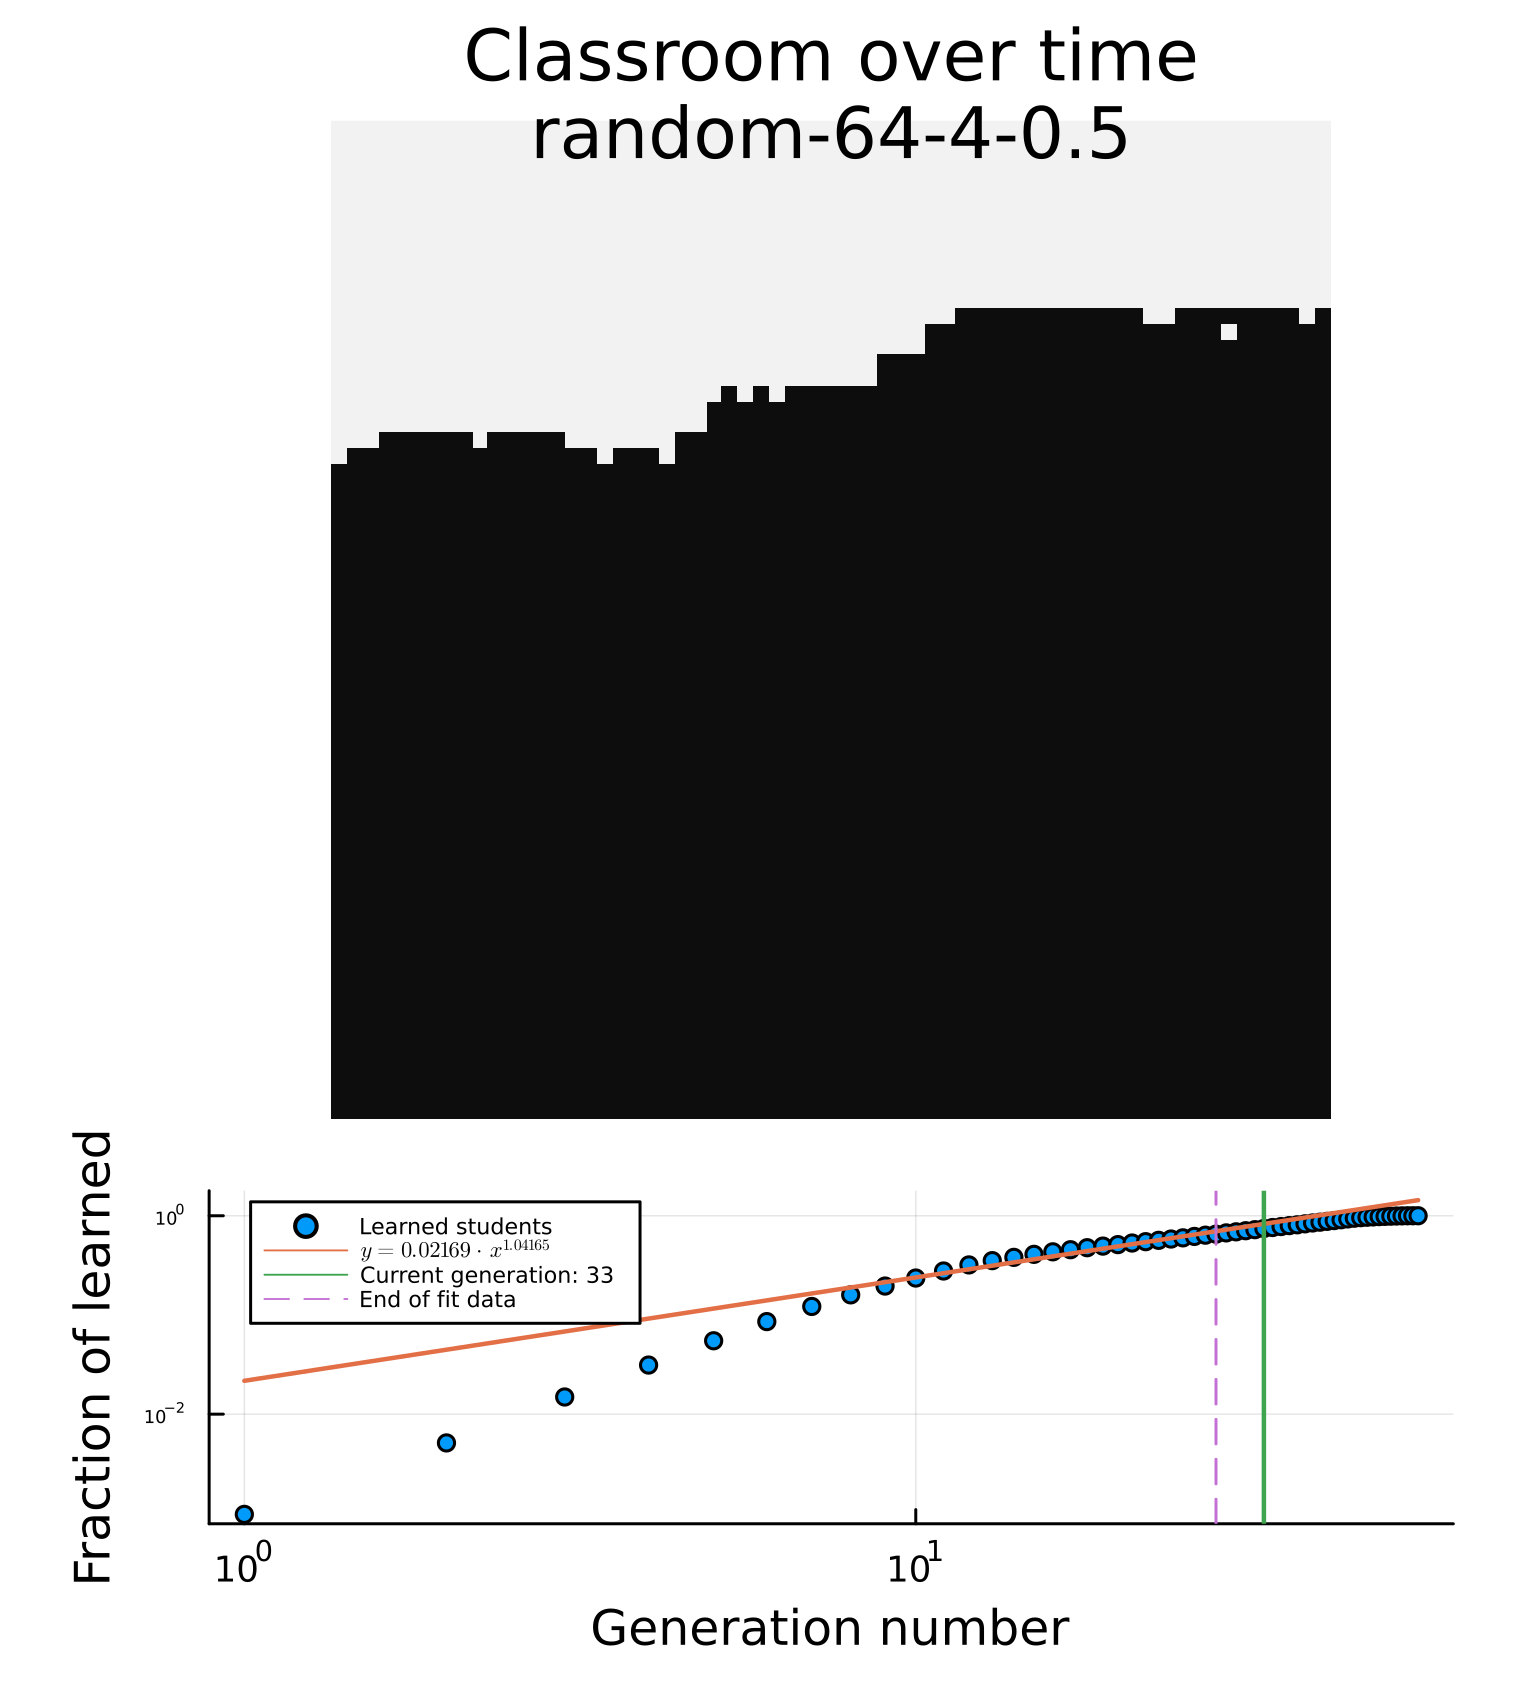 Classroom over time
random-64-4-0.5
Fraction of learned
10^0
10^-2
Learned students
y = 0.02169 · x^1.04165
Current generation: 33
End of fit data
10^0
10^1
Generation number